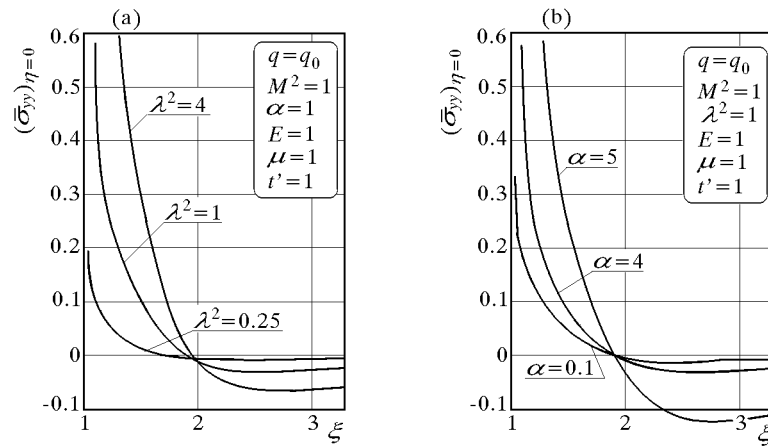 (a)
(σ̄yy)η=0
0.6
0.5
0.4
0.3
0.2
0.1
0
-0.1
1
2
3
ξ
λ²=4
λ²=1
λ²=0.25
q=q₀
M²=1
α=1
E=1
μ=1
t'=1
(b)
(σ̄yy)η=0
0.6
0.5
0.4
0.3
0.2
0.1
0
-0.1
1
2
3
ξ
α=5
α=4
α=0.1
q=q₀
M²=1
λ²=1
E=1
μ=1
t'=1